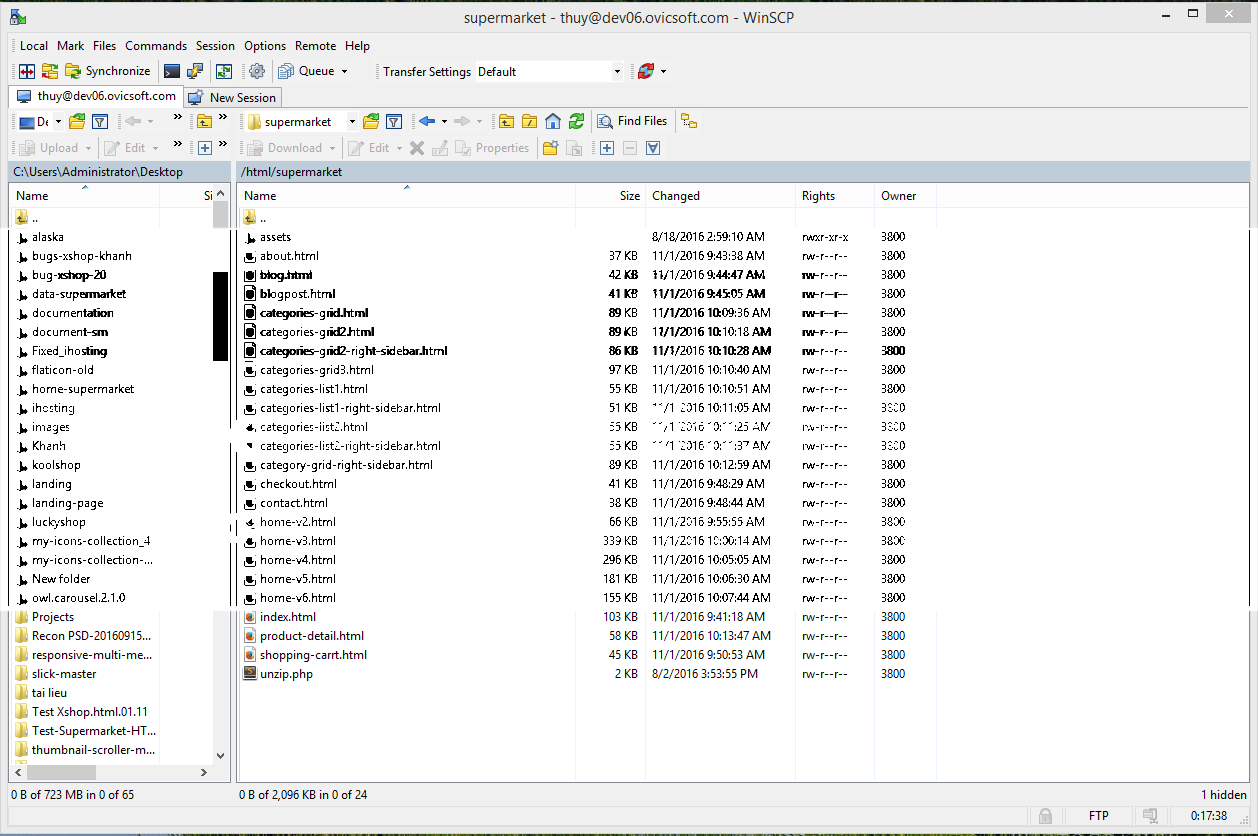 supermarket - thuy@dev06.ovicsoft.com - WinSCP
Local Mark Files Commands Session Options Remote Help
Synchronize Queue Transfer Settings Default
thuy@dev06.ovicsoft.com New Session
De supermarket Find Files
Upload Edit Download Edit Properties
C:\Users\Administrator\Desktop /html/supermarket
Name Si Name Size Changed Rights Owner
.. ..
alaska assets 8/18/2016 2:59:10 AM rwxr-xr-x 3800
bugs-xshop-khanh about.html 37 KB 11/1/2016 9:43:38 AM rw-r--r-- 3800
bug-xshop-20 blog.html 42 KB 11/1/2016 9:44:47 AM rw-r--r-- 3800
data-supermarket blogpost.html 41 KB 11/1/2016 9:45:05 AM rw-r--r-- 3800
documentation categories-grid.html 89 KB 11/1/2016 10:09:36 AM rw-r--r-- 3800
document-sm categories-grid2.html 89 KB 11/1/2016 10:10:18 AM rw-r--r-- 3800
Fixed_ihosting categories-grid2-right-sidebar.html 86 KB 11/1/2016 10:10:28 AM rw-r--r-- 3800
flaticon-old categories-grid3.html 97 KB 11/1/2016 10:10:40 AM rw-r--r-- 3800
home-supermarket categories-list1.html 55 KB 11/1/2016 10:10:51 AM rw-r--r-- 3800
ihosting categories-list1-right-sidebar.html 51 KB 11/1/2016 10:11:05 AM rw-r--r-- 3800
images categories-list2.html 55 KB 11/1/2016 10:11:25 AM rw-r--r-- 3800
Khanh categories-list2-right-sidebar.html 55 KB 11/1/2016 10:11:37 AM rw-r--r-- 3800
koolshop category-grid-right-sidebar.html 89 KB 11/1/2016 10:12:59 AM rw-r--r-- 3800
landing checkout.html 41 KB 11/1/2016 9:48:29 AM rw-r--r-- 3800
landing-page contact.html 38 KB 11/1/2016 9:48:44 AM rw-r--r-- 3800
luckyshop home-v2.html 66 KB 11/1/2016 9:55:55 AM rw-r--r-- 3800
my-icons-collection_4 home-v3.html 339 KB 11/1/2016 10:00:14 AM rw-r--r-- 3800
my-icons-collection-... home-v4.html 296 KB 11/1/2016 10:05:05 AM rw-r--r-- 3800
New folder home-v5.html 181 KB 11/1/2016 10:06:30 AM rw-r--r-- 3800
owl.carousel.2.1.0 home-v6.html 155 KB 11/1/2016 10:07:44 AM rw-r--r-- 3800
Projects index.html 103 KB 11/1/2016 9:41:18 AM rw-r--r-- 3800
Recon PSD-20160915... product-detail.html 58 KB 11/1/2016 10:13:47 AM rw-r--r-- 3800
responsive-multi-me... shopping-carrt.html 45 KB 11/1/2016 9:50:53 AM rw-r--r-- 3800
slick-master unzip.php 2 KB 8/2/2016 3:53:55 PM rw-r--r-- 3800
tai lieu
Test Xshop.html.01.11
Test-Supermarket-HT...
thumbnail-scroller-m...
0 B of 723 MB in 0 of 65 0 B of 2,096 KB in 0 of 24 1 hidden
FTP 0:17:38